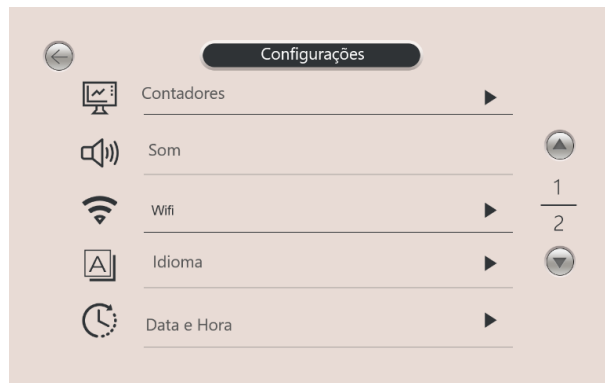 Configurações
Contadores
Som
Wifi
1
2
Idioma
A
Data e Hora